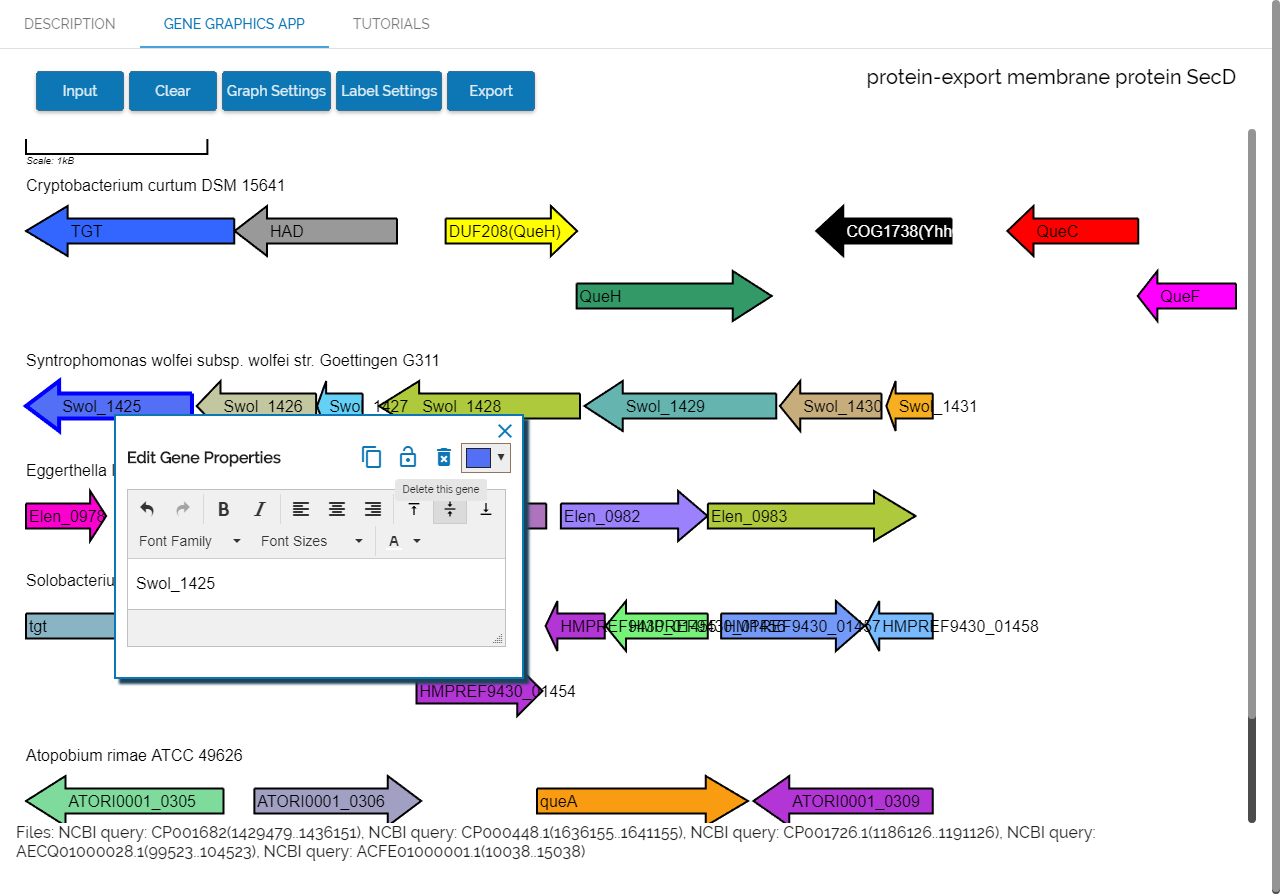 DESCRIPTION GENE GRAPHICS APP TUTORIALS
protein-export membrane protein SecD
Input Clear Graph Settings Label Settings Export
Scale: 1kB
Cryptobacterium curtum DSM 15641
TGT HAD DUF208(QueH) COG1738(Yhh QueC
QueH QueF
Syntrophomonas wolfei subsp. wolfei str. Goettingen G311
Swol_1425 Swol_1426 Swol_1427 Swol_1428 Swol_1429 Swol_1430 Swol_1431
Edit Gene Properties
Delete this gene
B I
Font Family Font Sizes A
Swol_1425
Eggerthella
Elen_0978 Elen_0982 Elen_0983
Solobacteriu
tgt HMPREF9430_01455 HMPREF9430_01456 HMPREF9430_01457 HMPREF9430_01458
HMPREF9430_01454
Atopobium rimae ATCC 49626
ATORI0001_0305 ATORI0001_0306 queA ATORI0001_0309
Files: NCBI query: CP001682(1429479..1436151), NCBI query: CP000448.1(1636155..1641155), NCBI query: CP001726.1(1186126..1191126), NCBI query:
AECQ01000028.1(99523..104523), NCBI query: ACFE01000001.1(10038..15038)